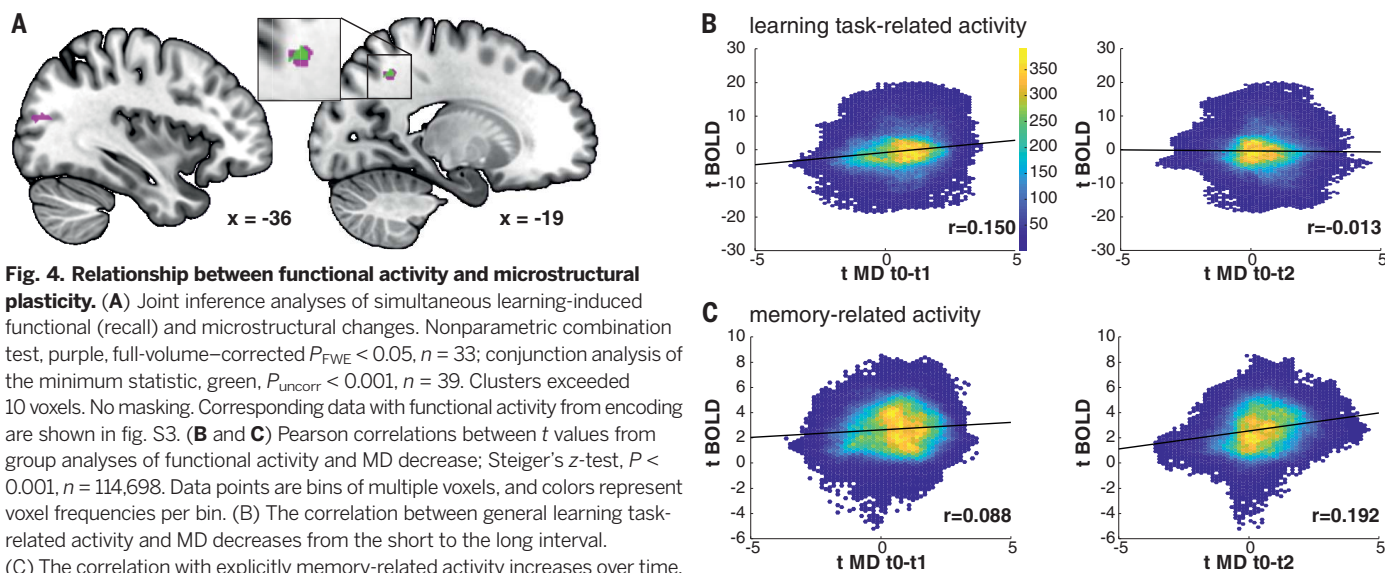 A
x = -36
x = -19
Fig. 4. Relationship between functional activity and microstructural
plasticity. (A) Joint inference analyses of simultaneous learning-induced
functional (recall) and microstructural changes. Nonparametric combination
test, purple, full-volume–corrected PFWE < 0.05, n = 33; conjunction analysis of
the minimum statistic, green, Puncorr < 0.001, n = 39. Clusters exceeded
10 voxels. No masking. Corresponding data with functional activity from encoding
are shown in fig. S3. (B and C) Pearson correlations between t values from
group analyses of functional activity and MD decrease; Steiger's z-test, P <
0.001, n = 114,698. Data points are bins of multiple voxels, and colors represent
voxel frequencies per bin. (B) The correlation between general learning task-
related activity and MD decreases from the short to the long interval.
(C) The correlation with explicitly memory-related activity increases over time.
B learning task-related activity
30
20
10
0
-10
-20
-30
t BOLD
-5 0 5
t MD t0-t1
r=0.150
350
300
250
200
150
100
50
30
20
10
0
-10
-20
-30
t BOLD
-5 0 5
t MD t0-t2
r=-0.013
C memory-related activity
10
8
6
4
2
0
-2
-4
-6
t BOLD
-5 0 5
t MD t0-t1
r=0.088
10
8
6
4
2
0
-2
-4
-6
t BOLD
-5 0 5
t MD t0-t2
r=0.192